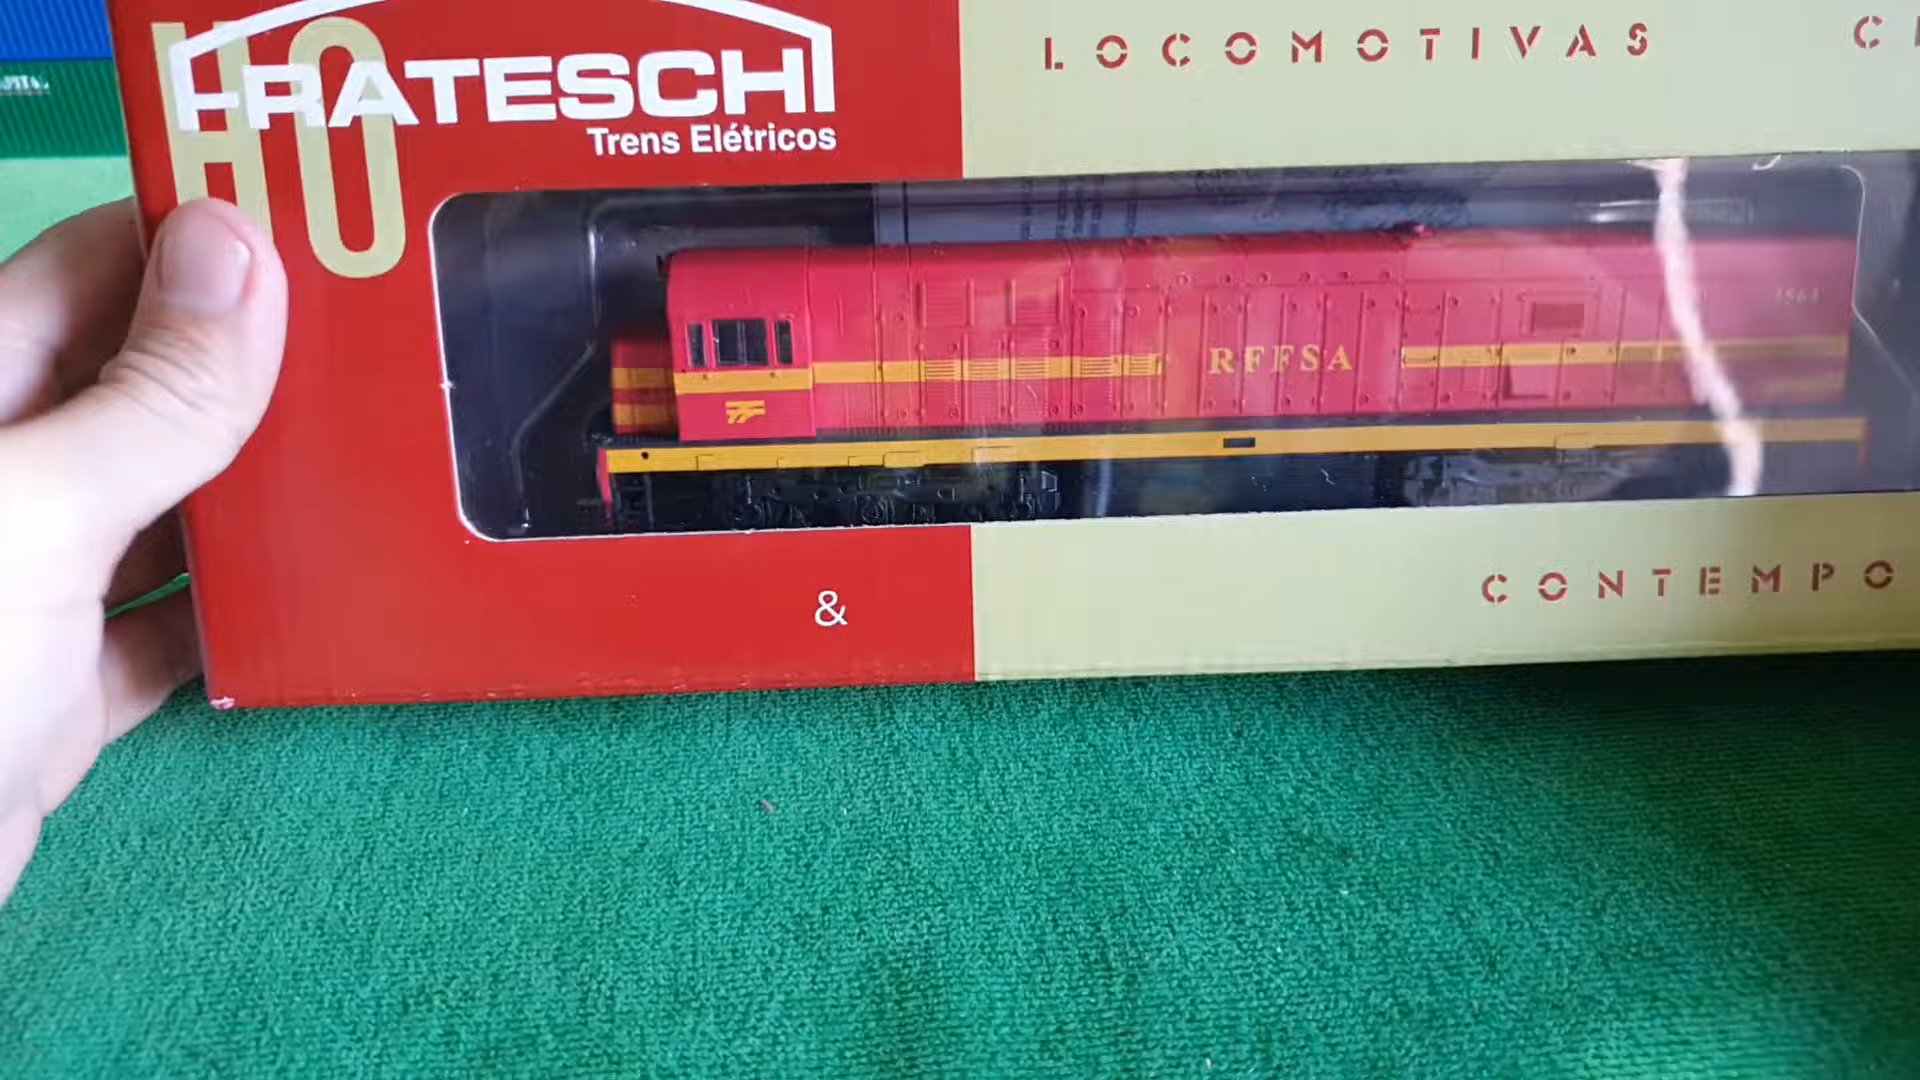 HO
FRATESCHI
Trens Elétricos
LOCOMOTIVAS
RFFSA
&
CONTEMPO